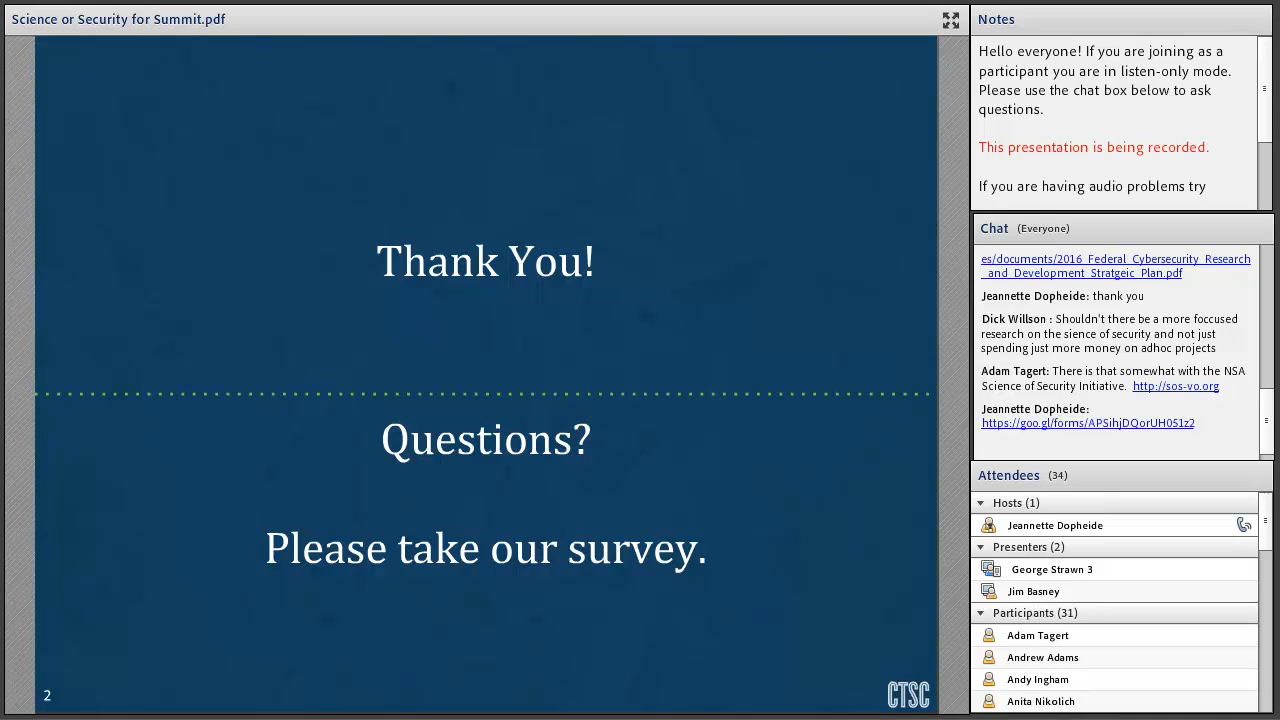 Science or Security for Summit.pdf
Thank You!
Questions?
Please take our survey.
2
CTSC
Notes
Hello everyone! If you are joining as a
participant you are in listen-only mode.
Please use the chat box below to ask
questions.
This presentation is being recorded.
If you are having audio problems try
Chat (Everyone)
es/documents/2016_Federal_Cybersecurity_Research
_and_Development_Stratgeic_Plan.pdf
Jeannette Dopheide: thank you
Dick Willson : Shouldn't there be a more foccused
research on the sience of security and not just
spending just more money on adhoc projects
Adam Tagert: There is that somewhat with the NSA
Science of Security Initiative. http://sos-vo.org
Jeannette Dopheide:
https://goo.gl/forms/APSihjDQorUH051z2
Attendees (34)
Hosts (1)
Jeannette Dopheide
Presenters (2)
George Strawn 3
Jim Basney
Participants (31)
Adam Tagert
Andrew Adams
Andy Ingham
Anita Nikolich